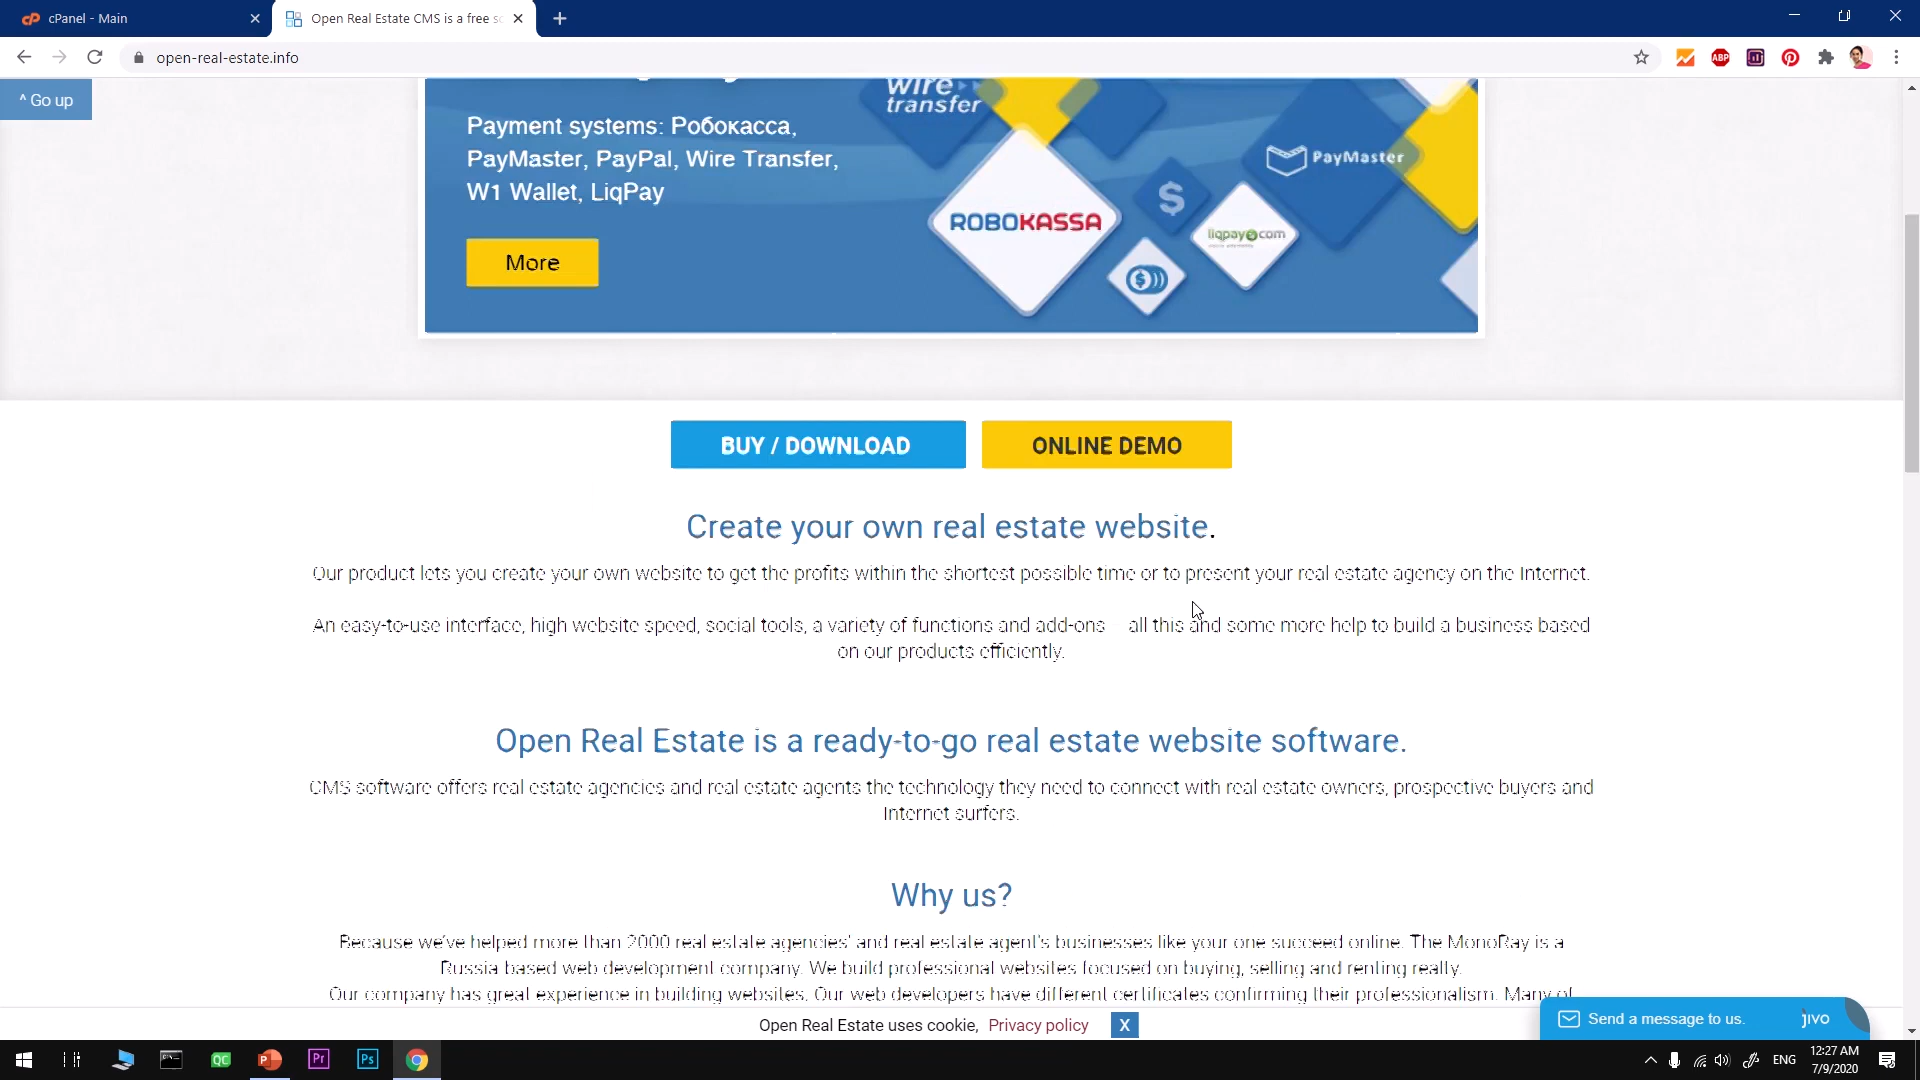 cPanel - Main
Open Real Estate CMS is a free so
open-real-estate.info
^ Go up
wire
transfer
Payment systems: Робокасса,
PayMaster, PayPal, Wire Transfer,
W1 Wallet, LiqPay
PayMaster
ROBOKASSA
$
liqpay com
More
BUY / DOWNLOAD
ONLINE DEMO
Create your own real estate website.
Our product lets you create your own website to get the profits within the shortest possible time or to present your real estate agency on the Internet.
An easy-to-use interface, high website speed, social tools, a variety of functions and add-ons all this and some more help to build a business based
on our products efficiently.
Open Real Estate is a ready-to-go real estate website software.
CMS software offers real estate agencies and real estate agents the technology they need to connect with real estate owners, prospective buyers and
Internet surfers.
Why us?
Because we've helped more than 2000 real estate agencies' and real estate agent's businesses like your one succeed online. The MonoRay is a
Russia based web development company. We build professional websites focused on buying, selling and renting realty.
Our company has great experience in building websites. Our web developers have different certificates confirming their professionalism. Many of
Open Real Estate uses cookie, Privacy policy X
Send a message to us. jivo
ABP
QC
P
Pr
Ps
ENG
12:27 AM
7/9/2020